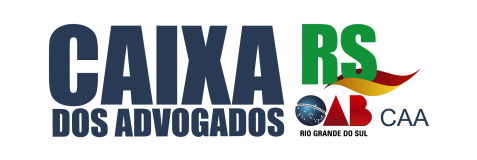 CAIXA
DOS ADVOGADOS
RS
OAB CAA
RIO GRANDE DO SUL